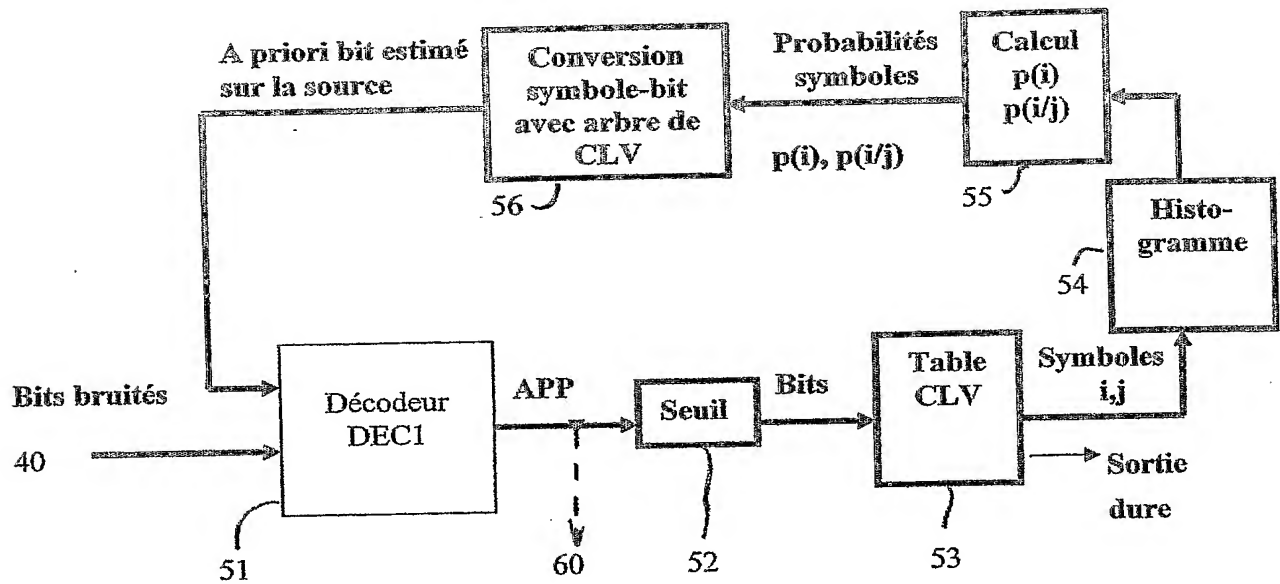 A priori bit estimé
sur la source
Conversion
symbole-bit
avec arbre de
CLV
56
Probabilités
symboles
p(i), p(i/j)
Calcul
p(i)
p(i/j)
55
Histo-
gramme
54
Bits bruités
40
Décodeur
DEC1
51
APP
60
Seuil
52
Bits
Table
CLV
53
Symboles
i,j
Sortie
dure